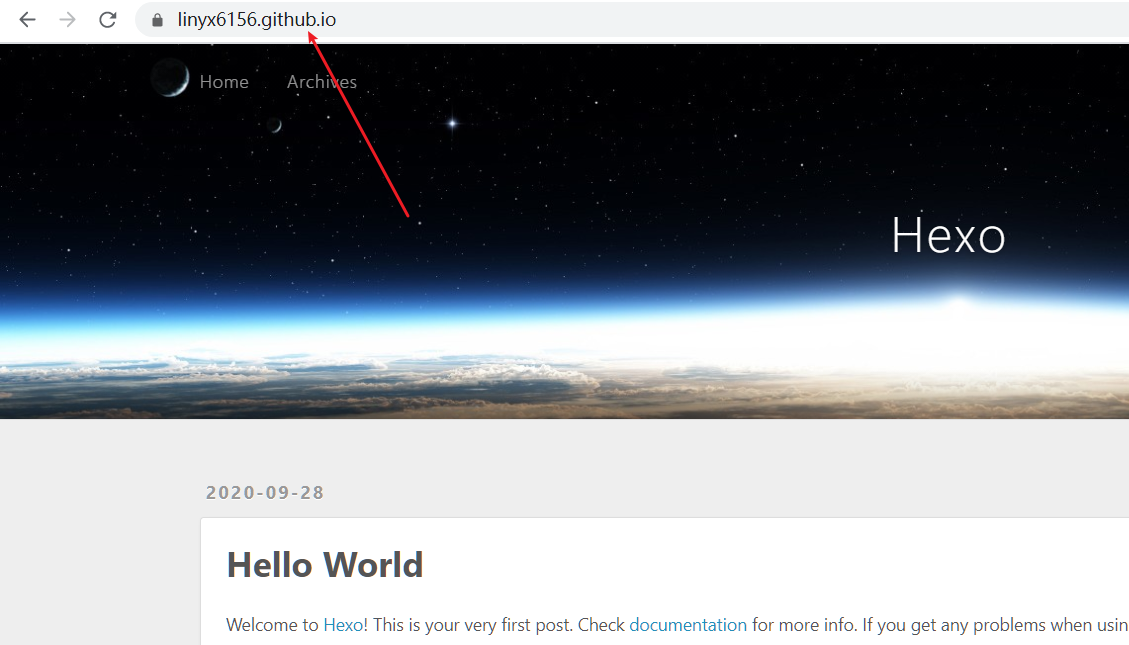 linyx6156.github.io
Home Archives
Hexo
2020-09-28
Hello World
Welcome to Hexo! This is your very first post. Check documentation for more info. If you get any problems when usin